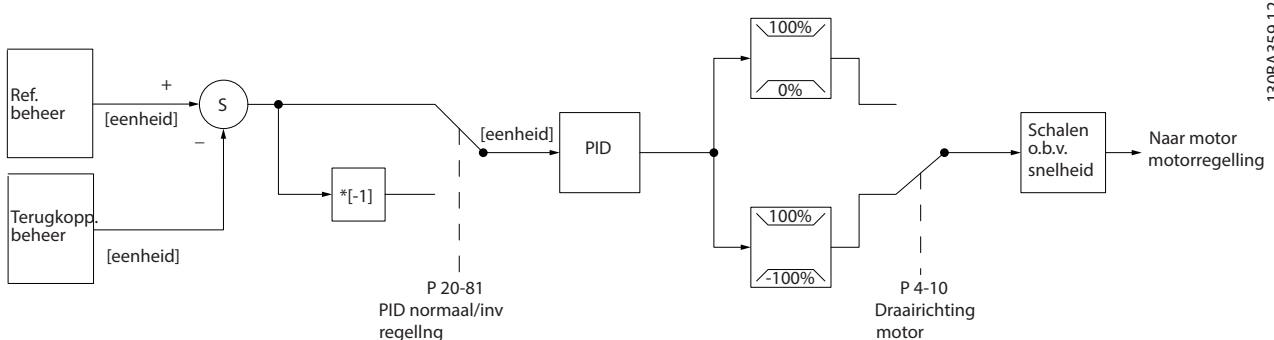 Ref.
beheer
+
[eenheid]
S
–
Terugkopp.
beheer
[eenheid]
*[-1]
[eenheid]
P 20-81
PID normaal/inv
regellng
PID
100%
0%
100%
-100%
P 4-10
Draairichting
motor
Schalen
o.b.v.
snelheid
Naar motor
motorregelling
130BA359.12